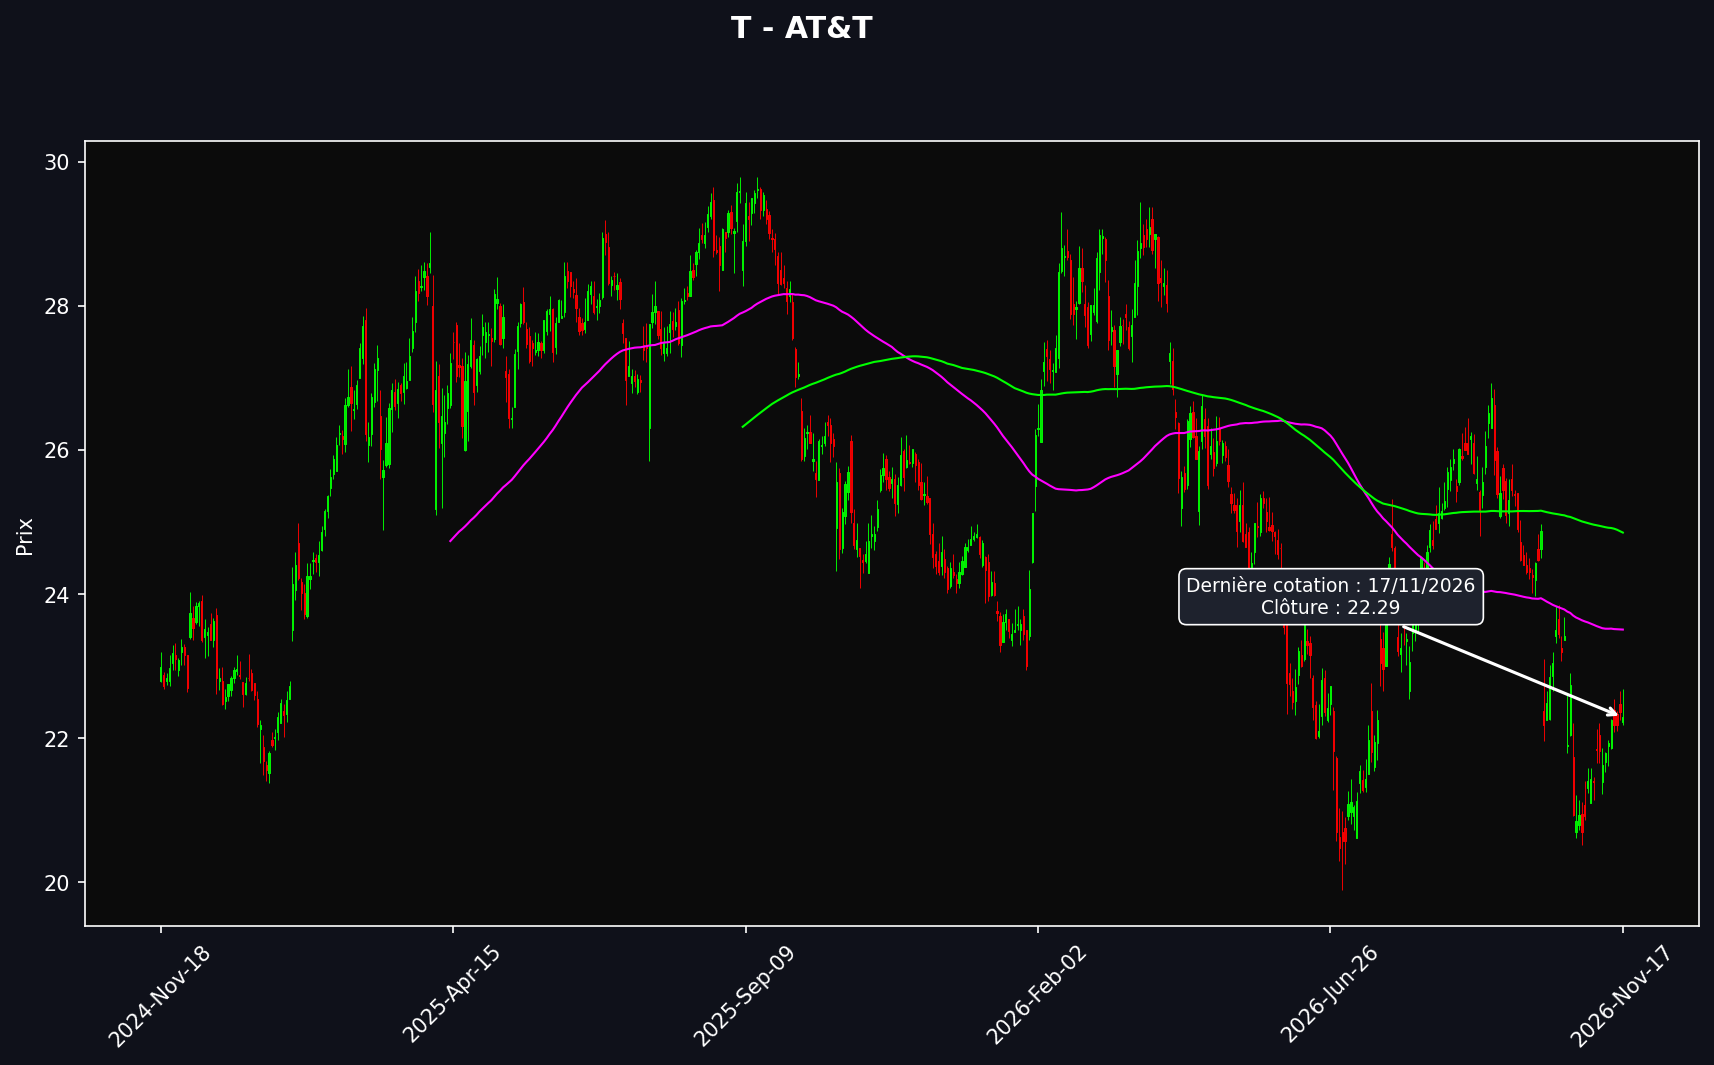 T - AT&T
Prix
30
28
26
24
22
20
Dernière cotation : 17/11/2026
Clôture : 22.29
2024-Nov-18
2025-Apr-15
2025-Sep-09
2026-Feb-02
2026-Jun-26
2026-Nov-17